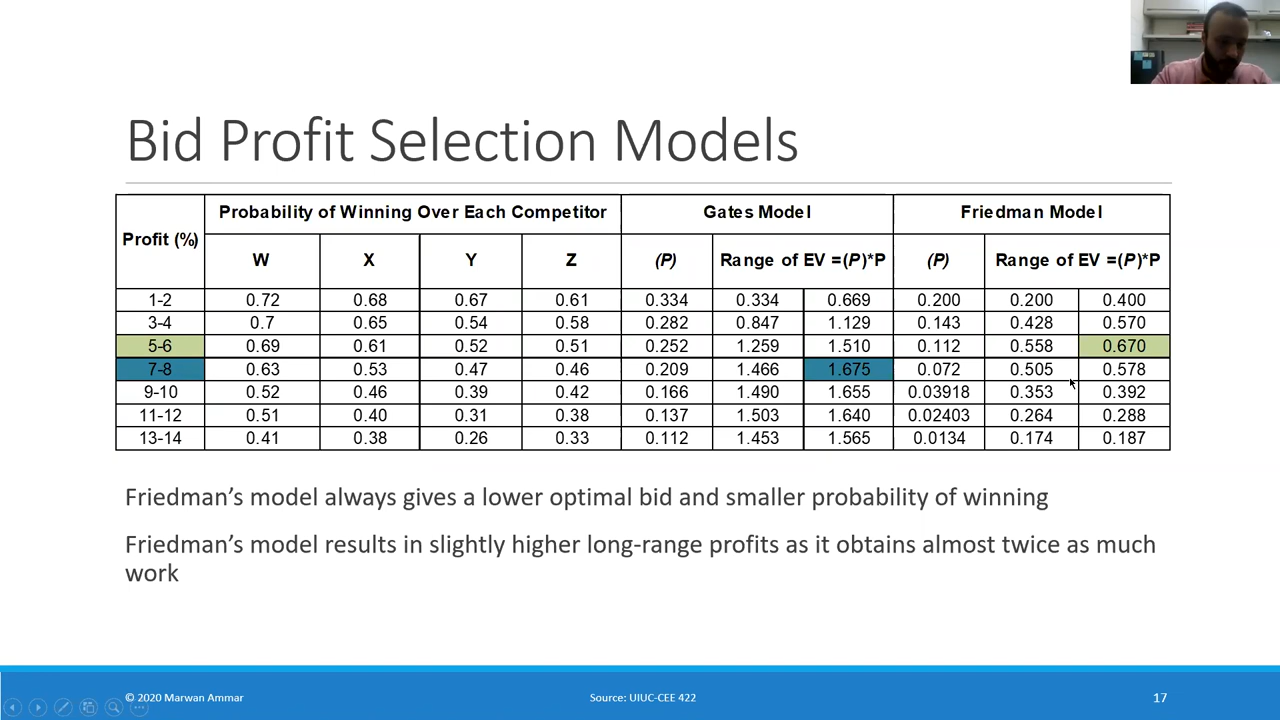 Bid Profit Selection Models
Profit (%) Probability of Winning Over Each Competitor Gates Model Friedman Model
W X Y Z (P) Range of EV =(P)*P (P) Range of EV =(P)*P
1-2 0.72 0.68 0.67 0.61 0.334 0.334 0.669 0.200 0.200 0.400
3-4 0.7 0.65 0.54 0.58 0.282 0.847 1.129 0.143 0.428 0.570
5-6 0.69 0.61 0.52 0.51 0.252 1.259 1.510 0.112 0.558 0.670
7-8 0.63 0.53 0.47 0.46 0.209 1.466 1.675 0.072 0.505 0.578
9-10 0.52 0.46 0.39 0.42 0.166 1.490 1.655 0.03918 0.353 0.392
11-12 0.51 0.40 0.31 0.38 0.137 1.503 1.640 0.02403 0.264 0.288
13-14 0.41 0.38 0.26 0.33 0.112 1.453 1.565 0.0134 0.174 0.187
Friedman’s model always gives a lower optimal bid and smaller probability of winning
Friedman’s model results in slightly higher long-range profits as it obtains almost twice as much
work
© 2020 Marwan Ammar Source: UIUC-CEE 422 17